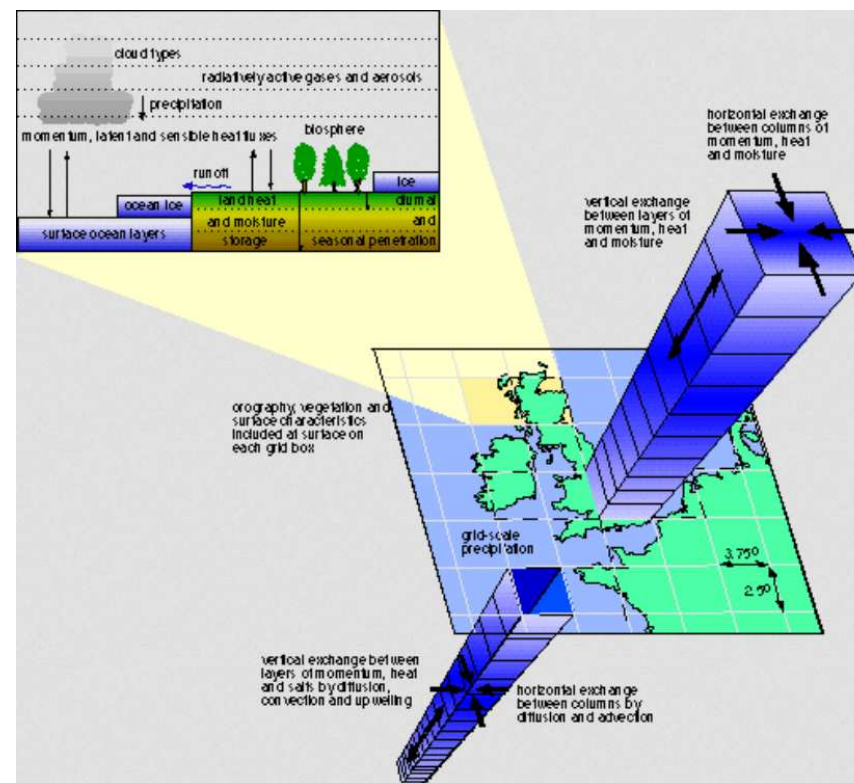 cloud types
radiatively active gases and aerosols
precipitation
momentum, latent and sensible heat fluxes
biosphere
run off
ice
ocean ice
land heat
diurnal
and moisture
and
surface ocean layers
storage
seasonal penetration
horizontal exchange
between columns of
momentum, heat
and moisture
vertical exchange
between layers of
momentum, heat
and moisture
orography, vegetation and
surface characteristics
included at surface on
each grid box
grid-scale
precipitation
3.75°
2.5°
vertical exchange between
layers of momentum, heat
and salts by diffusion,
convection and upwelling
horizontal exchange
between columns by
diffusion and advection